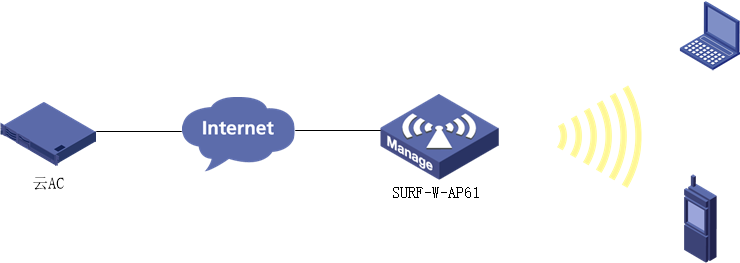 Internet
Manage
云AC
SURF-W-AP61